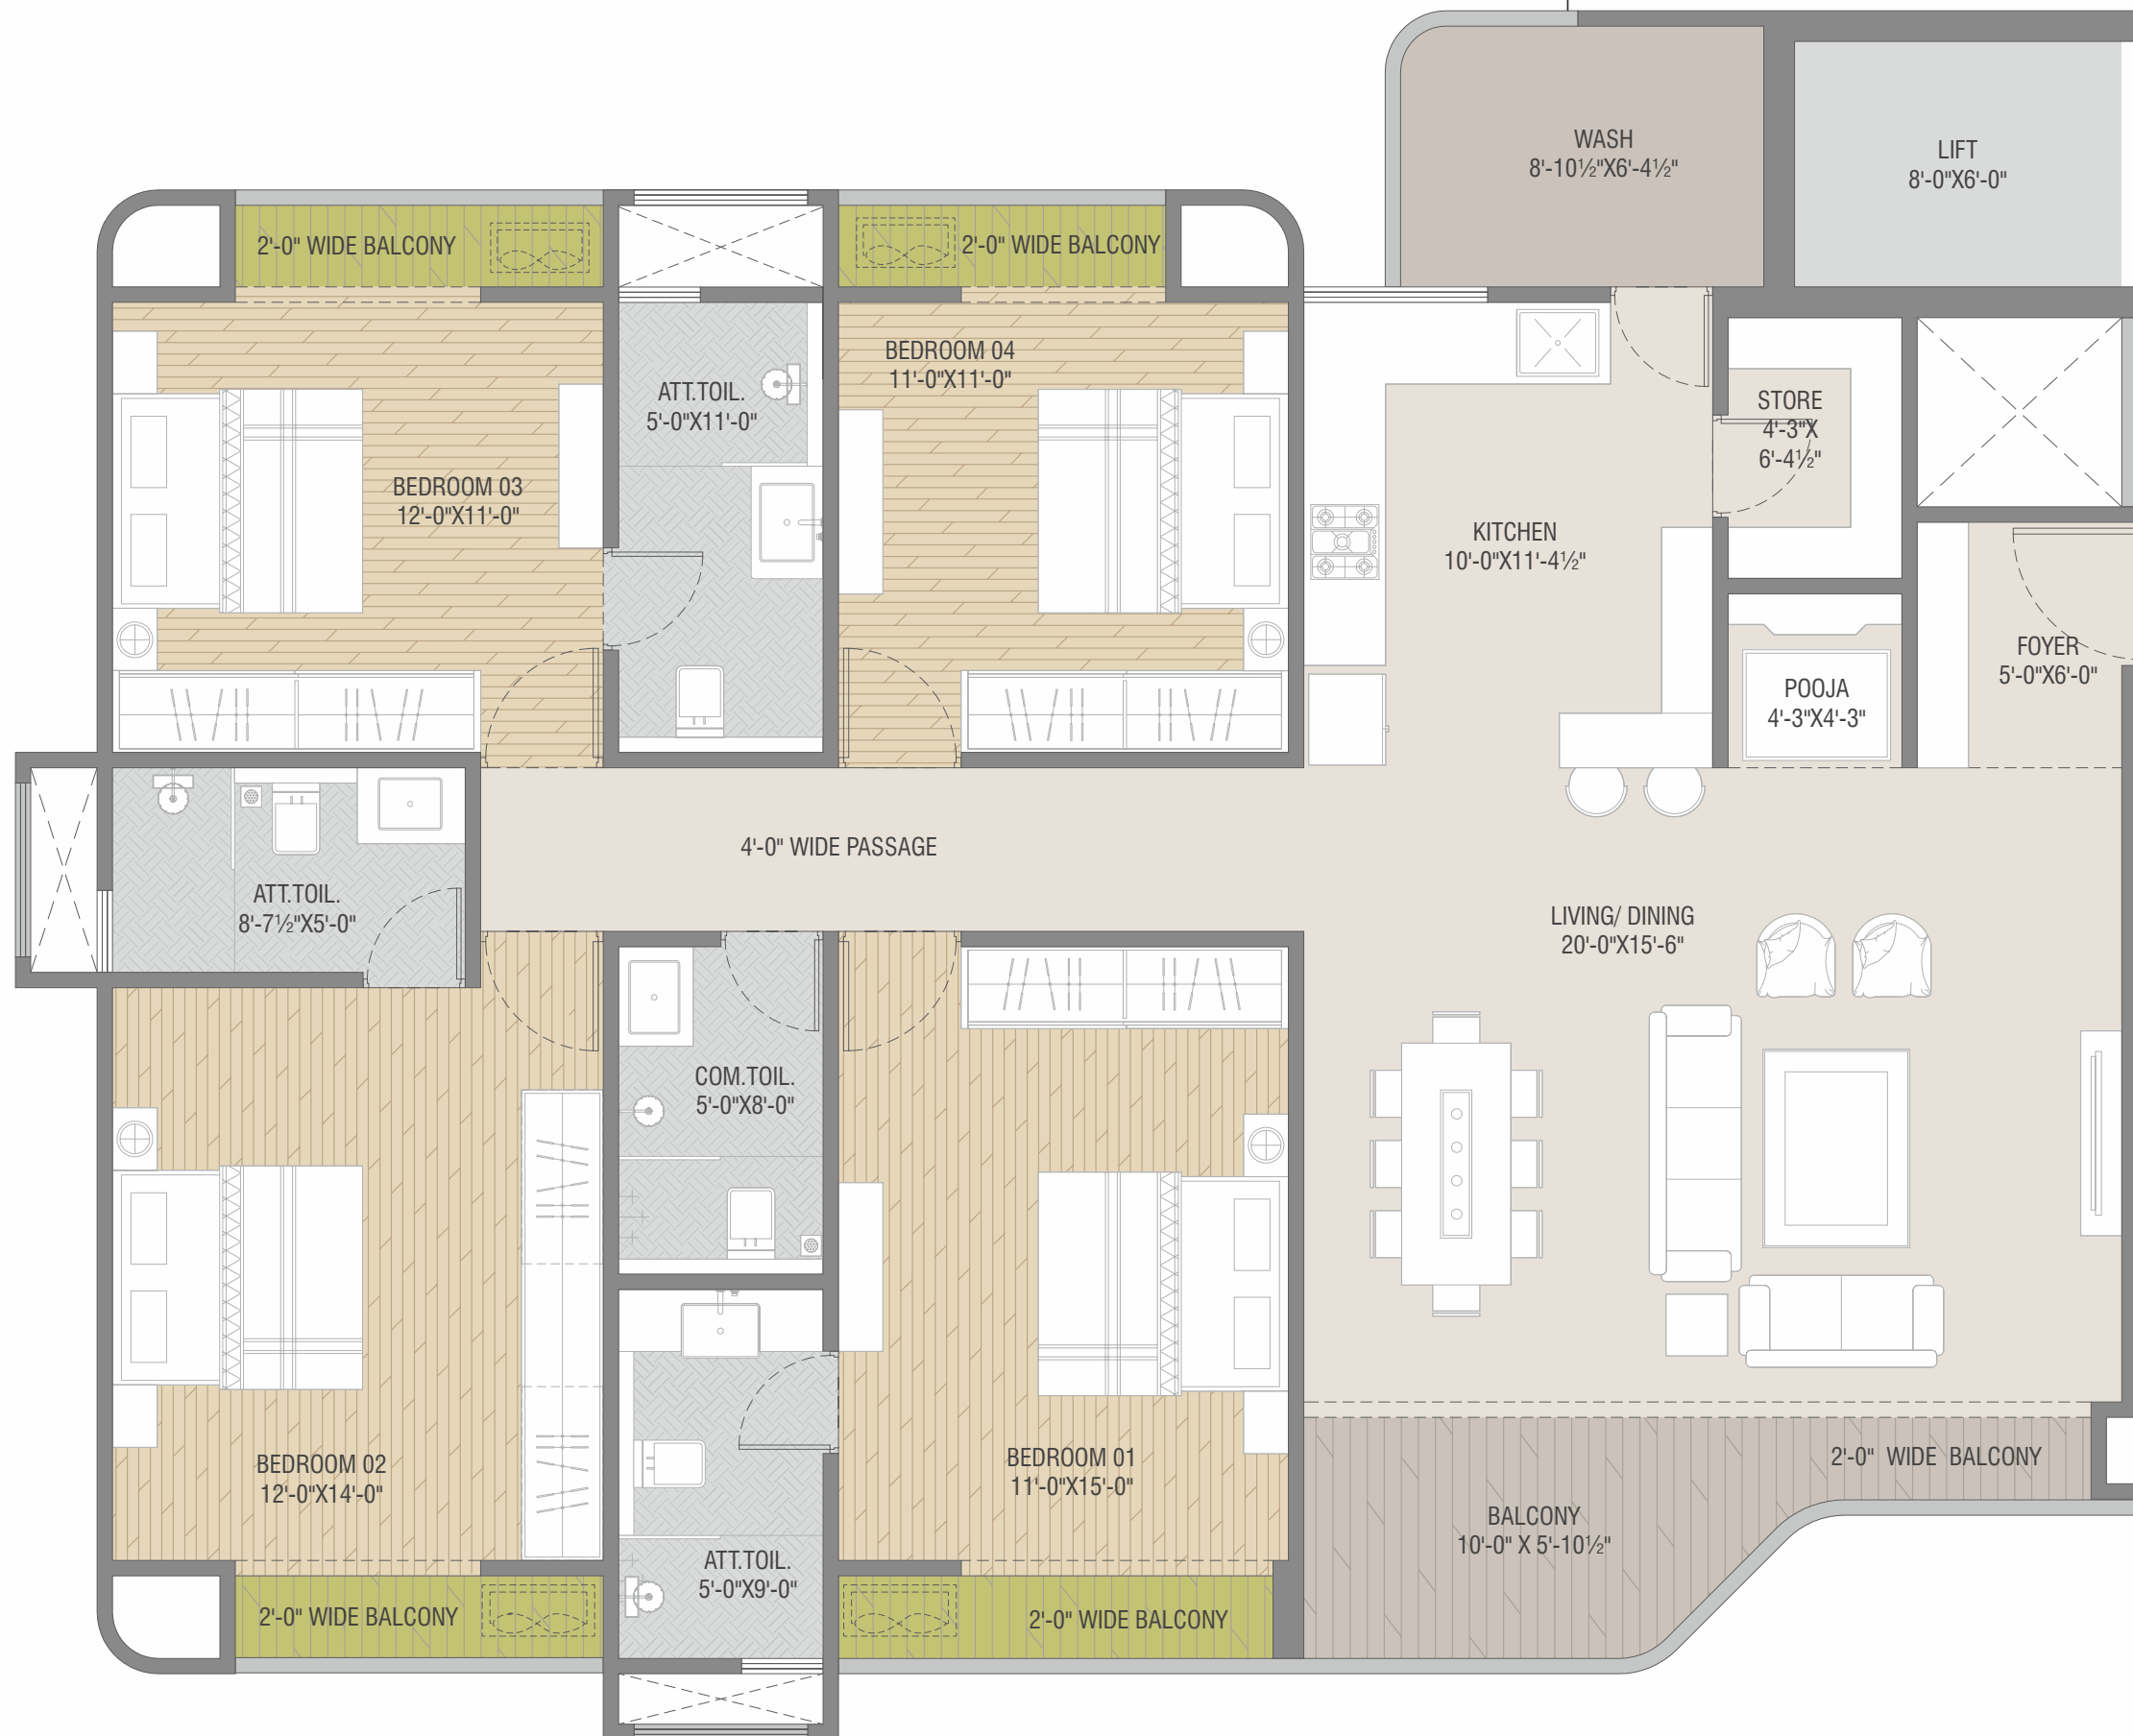 WASH
8'-10½"X6'-4½"
LIFT
8'-0"X6'-0"
2'-0" WIDE BALCONY
2'-0" WIDE BALCONY
BEDROOM 04
11'-0"X11'-0"
ATT.TOIL.
5'-0"X11'-0"
STORE
4'-3"X
6'-4½"
BEDROOM 03
12'-0"X11'-0"
KITCHEN
10'-0"X11'-4½"
FOYER
5'-0"X6'-0"
POOJA
4'-3"X4'-3"
4'-0" WIDE PASSAGE
ATT.TOIL.
8'-7½"X5'-0"
LIVING/ DINING
20'-0"X15'-6"
COM.TOIL.
5'-0"X8'-0"
BEDROOM 02
12'-0"X14'-0"
BEDROOM 01
11'-0"X15'-0"
2'-0" WIDE BALCONY
BALCONY
10'-0" X 5'-10½"
ATT.TOIL.
5'-0"X9'-0"
2'-0" WIDE BALCONY
2'-0" WIDE BALCONY